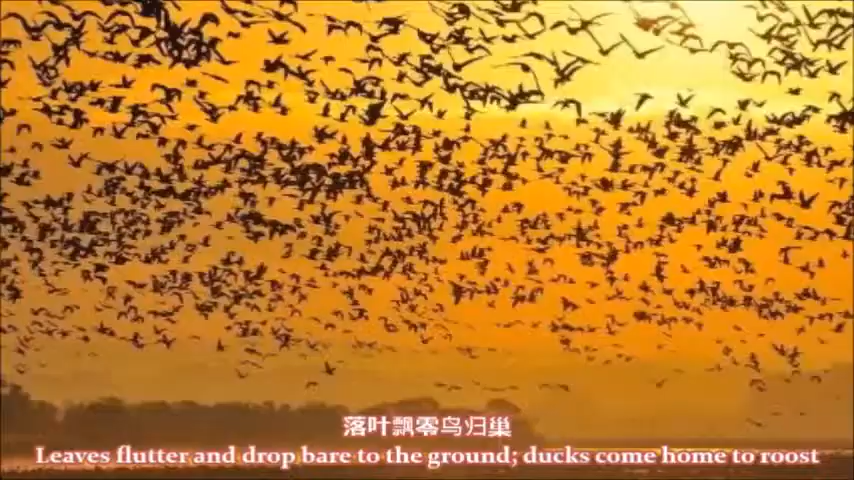 落叶飘零鸟归巢
Leaves flutter and drop bare to the ground; ducks come home to roost